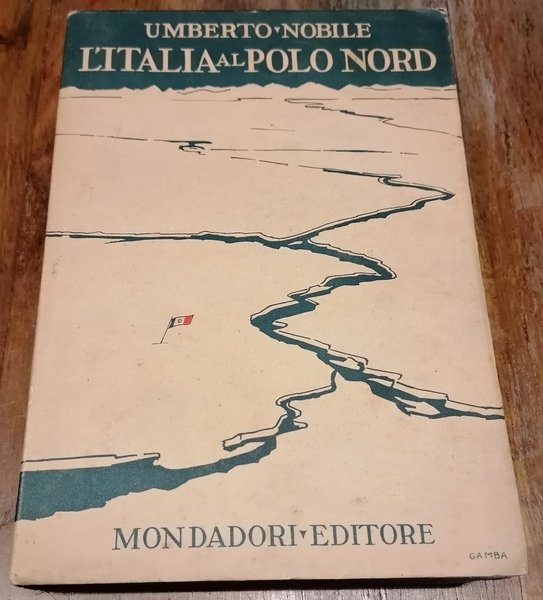 UMBERTO▾NOBILE
L'ITALIA AL POLO NORD
MONDADORI▾EDITORE
GAMBA